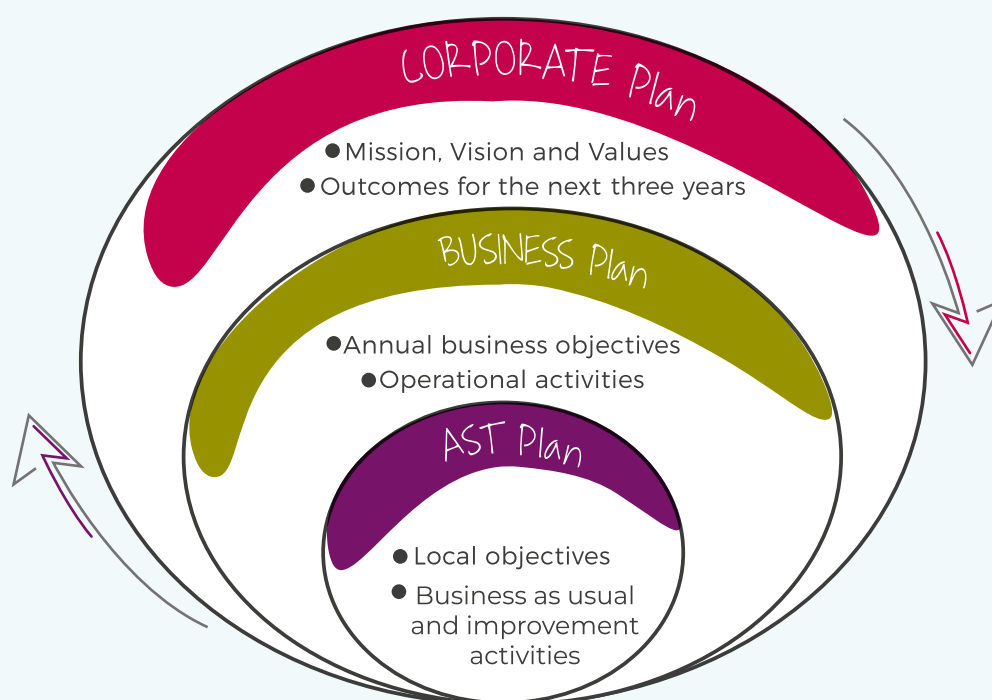 CORPORATE Plan
● Mission, Vision and Values
● Outcomes for the next three years
BUSINESS Plan
● Annual business objectives
● Operational activities
AST Plan
● Local objectives
● Business as usual
and improvement
activities